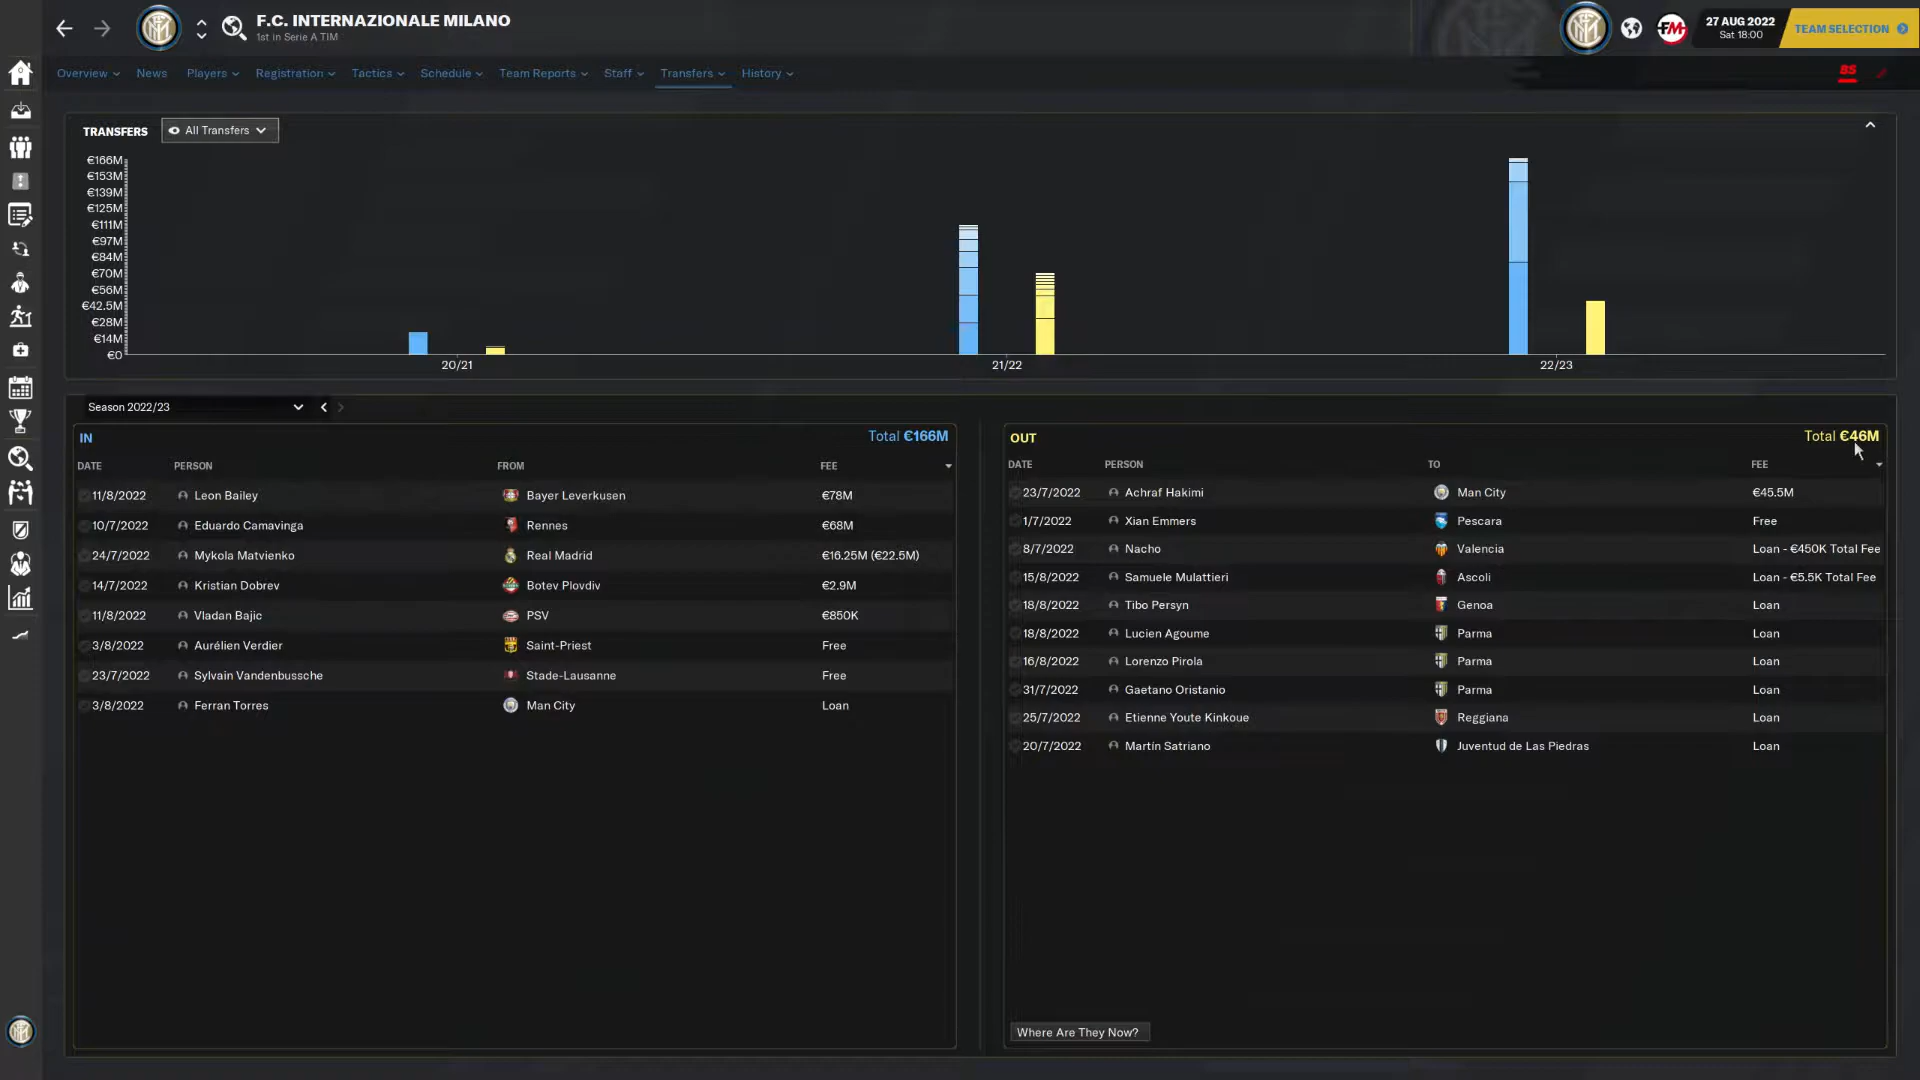 F.C. INTERNAZIONALE MILANO
1st in Serie A TIM
27 AUG 2022
Sat 18:00
TEAM SELECTION
FM
Overview News Players Registration Tactics Schedule Team Reports Staff Transfers History
BS
TRANSFERS All Transfers
€166M
€153M
€139M
€125M
€111M
€97M
€84M
€70M
€56M
€42.5M
€28M
€14M
€0
20/21 21/22 22/23
Season 2022/23
IN Total €166M
DATE PERSON FROM FEE
11/8/2022 Leon Bailey Bayer Leverkusen €78M
10/7/2022 Eduardo Camavinga Rennes €68M
24/7/2022 Mykola Matvienko Real Madrid €16.25M (€22.5M)
14/7/2022 Kristian Dobrev Botev Plovdiv €2.9M
11/8/2022 Vladan Bajic PSV €850K
3/8/2022 Aurélien Verdier Saint-Priest Free
23/7/2022 Sylvain Vandenbussche Stade-Lausanne Free
3/8/2022 Ferran Torres Man City Loan
OUT Total €46M
DATE PERSON TO FEE
23/7/2022 Achraf Hakimi Man City €45.5M
1/7/2022 Xian Emmers Pescara Free
8/7/2022 Nacho Valencia Loan - €450K Total Fee
15/8/2022 Samuele Mulattieri Ascoli Loan - €5.5K Total Fee
18/8/2022 Tibo Persyn Genoa Loan
18/8/2022 Lucien Agoume Parma Loan
16/8/2022 Lorenzo Pirola Parma Loan
31/7/2022 Gaetano Oristanio Parma Loan
25/7/2022 Etienne Youte Kinkoue Reggiana Loan
20/7/2022 Martín Satriano Juventud de Las Piedras Loan
Where Are They Now?